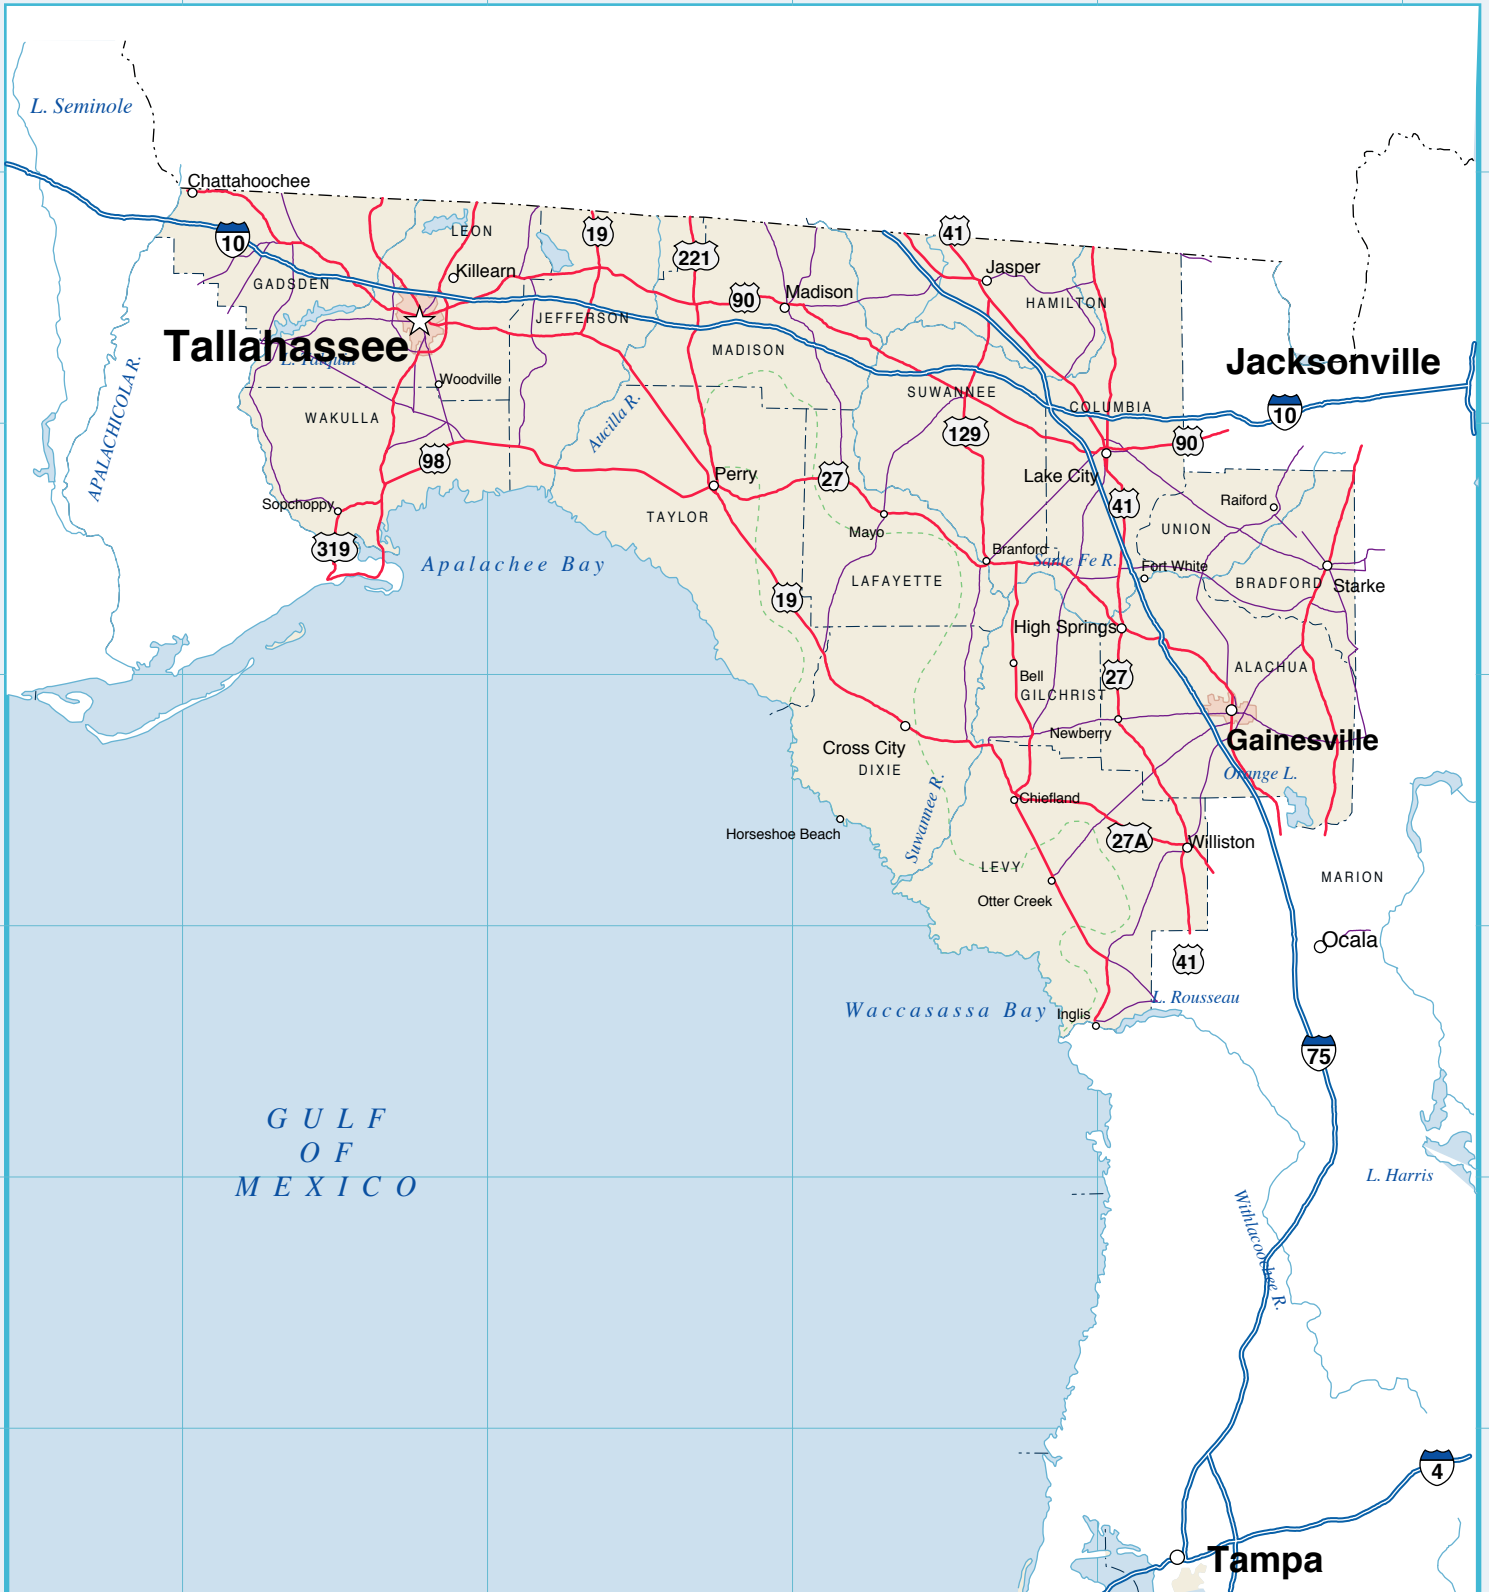 L. Seminole
Chattahoochee
10
LEON
19
221
41
Killearn
Jasper
GADSDEN
90
Madison
HAMILTON
JEFFERSON
Tallahassee
L. Talquin
MADISON
Jacksonville
APALACHICOLA R.
Woodville
SUWANNEE
COLUMBIA
10
WAKULLA
Aucilla R.
129
90
98
Perry
27
Lake City
41
Sopchoppy
TAYLOR
Mayo
Raiford
UNION
319
Apalachee Bay
Branford
Sante Fe R.
Fort White
LAFAYETTE
BRADFORD
Starke
19
High Springs
Bell
27
ALACHUA
GILCHRIST
Newberry
Cross City
Gainesville
DIXIE
Orange L.
Suwannee R.
Chiefland
Horseshoe Beach
27A
Williston
LEVY
MARION
Otter Creek
Ocala
41
L. Rousseau
Waccasassa Bay
Inglis
75
GULF
OF
MEXICO
L. Harris
Withlacoochee R.
4
Tampa